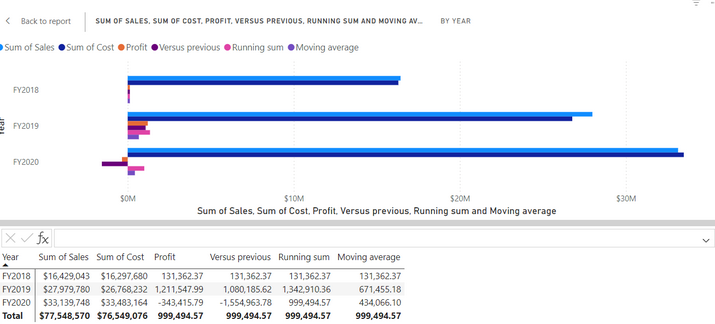 Back to report
SUM OF SALES, SUM OF COST, PROFIT, VERSUS PREVIOUS, RUNNING SUM AND MOVING AV... BY YEAR
Sum of Sales Sum of Cost Profit Versus previous Running sum Moving average
FY2018
FY2019
FY2020
Year
$0M $10M $20M $30M
Sum of Sales, Sum of Cost, Profit, Versus previous, Running sum and Moving average
fx
Year Sum of Sales Sum of Cost Profit Versus previous Running sum Moving average
FY2018 $16,429,043 $16,297,680 131,362.37 131,362.37 131,362.37 131,362.37
FY2019 $27,979,780 $26,768,232 1,211,547.99 1,080,185.62 1,342,910.36 671,455.18
FY2020 $33,139,748 $33,483,164 -343,415.79 -1,554,963.78 999,494.57 434,066.10
Total $77,548,570 $76,549,076 999,494.57 999,494.57 999,494.57 999,494.57